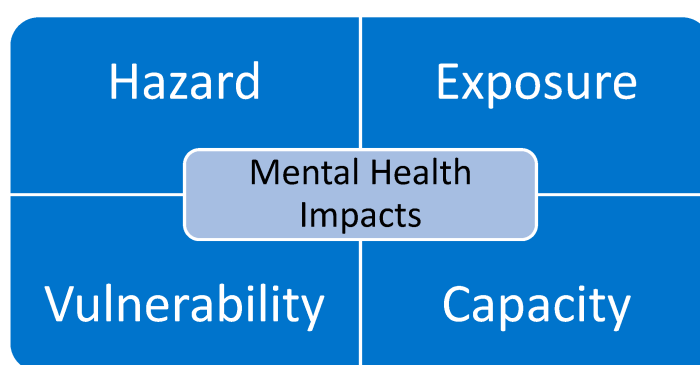 Hazard
Exposure
Mental Health
Impacts
Vulnerability
Capacity